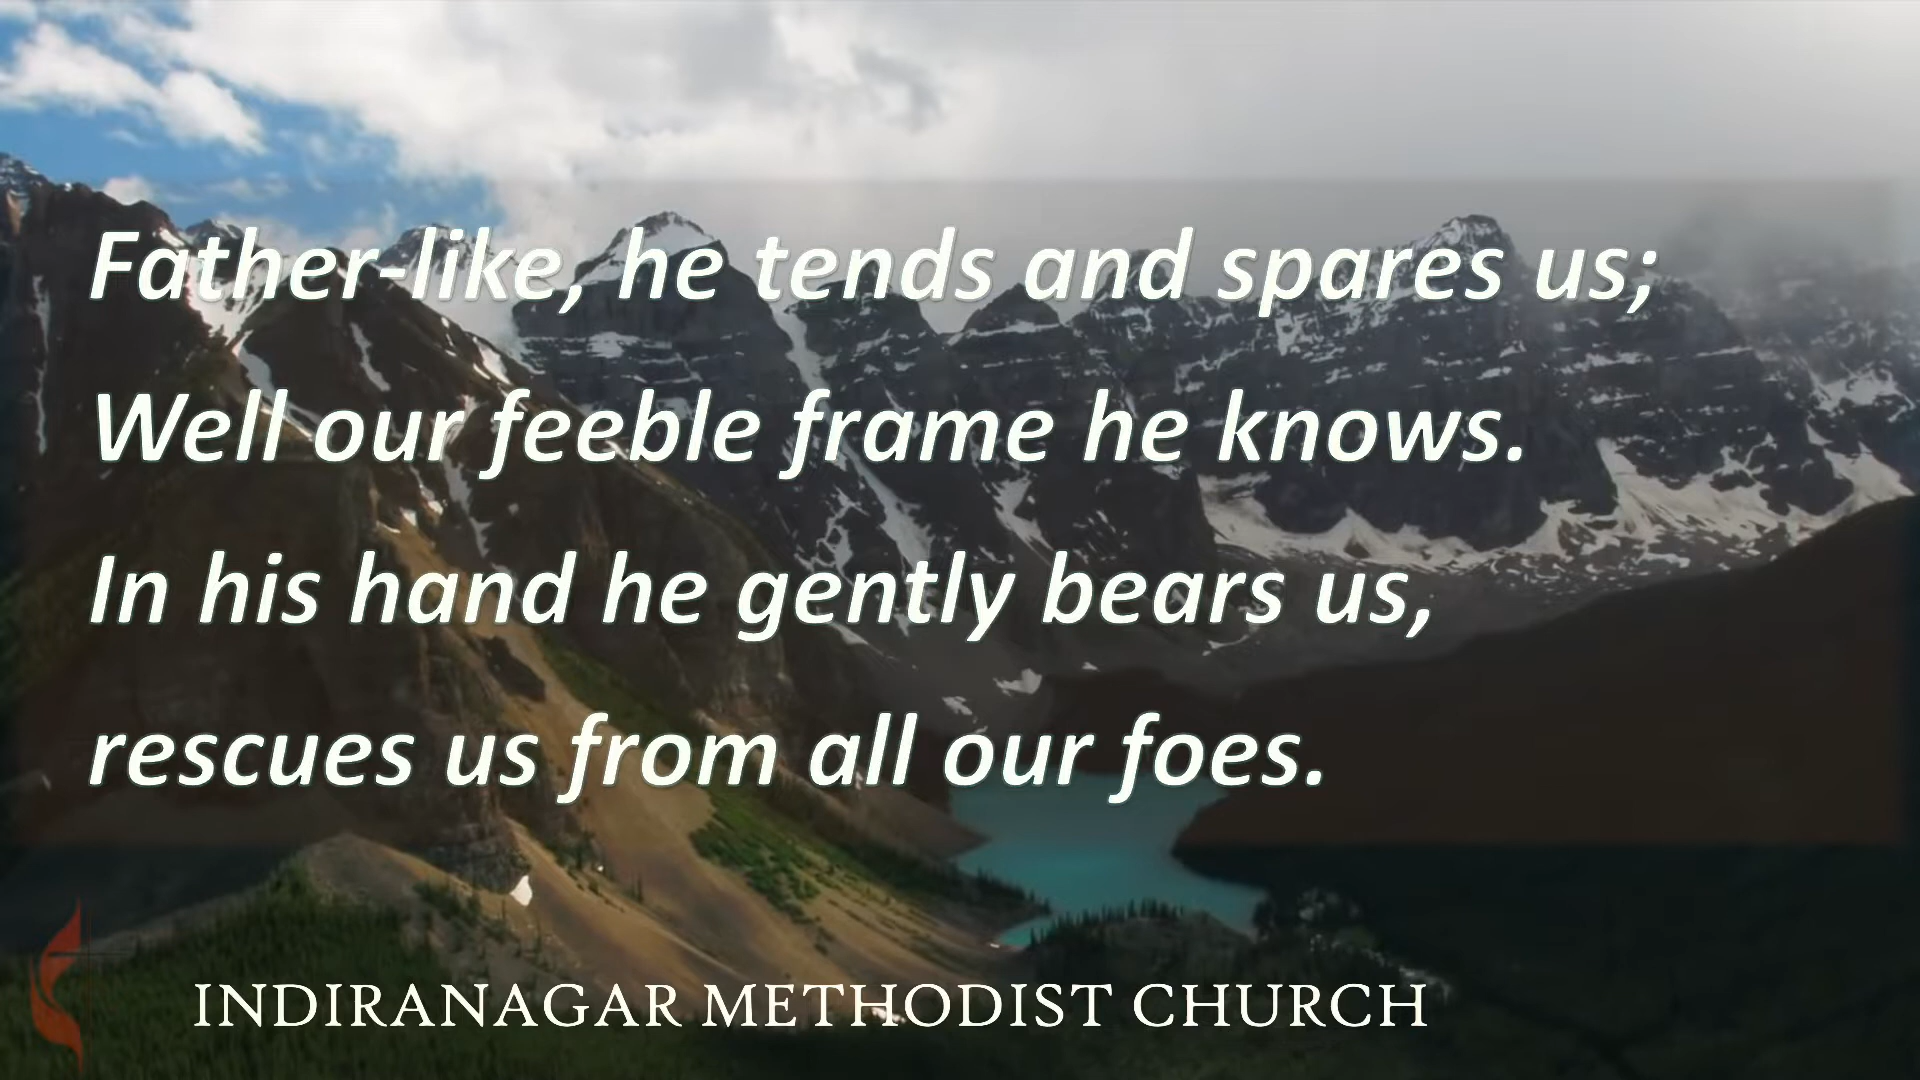 Father-like, he tends and spares us;
Well our feeble frame he knows.
In his hand he gently bears us,
rescues us from all our foes.
INDIRANAGAR METHODIST CHURCH